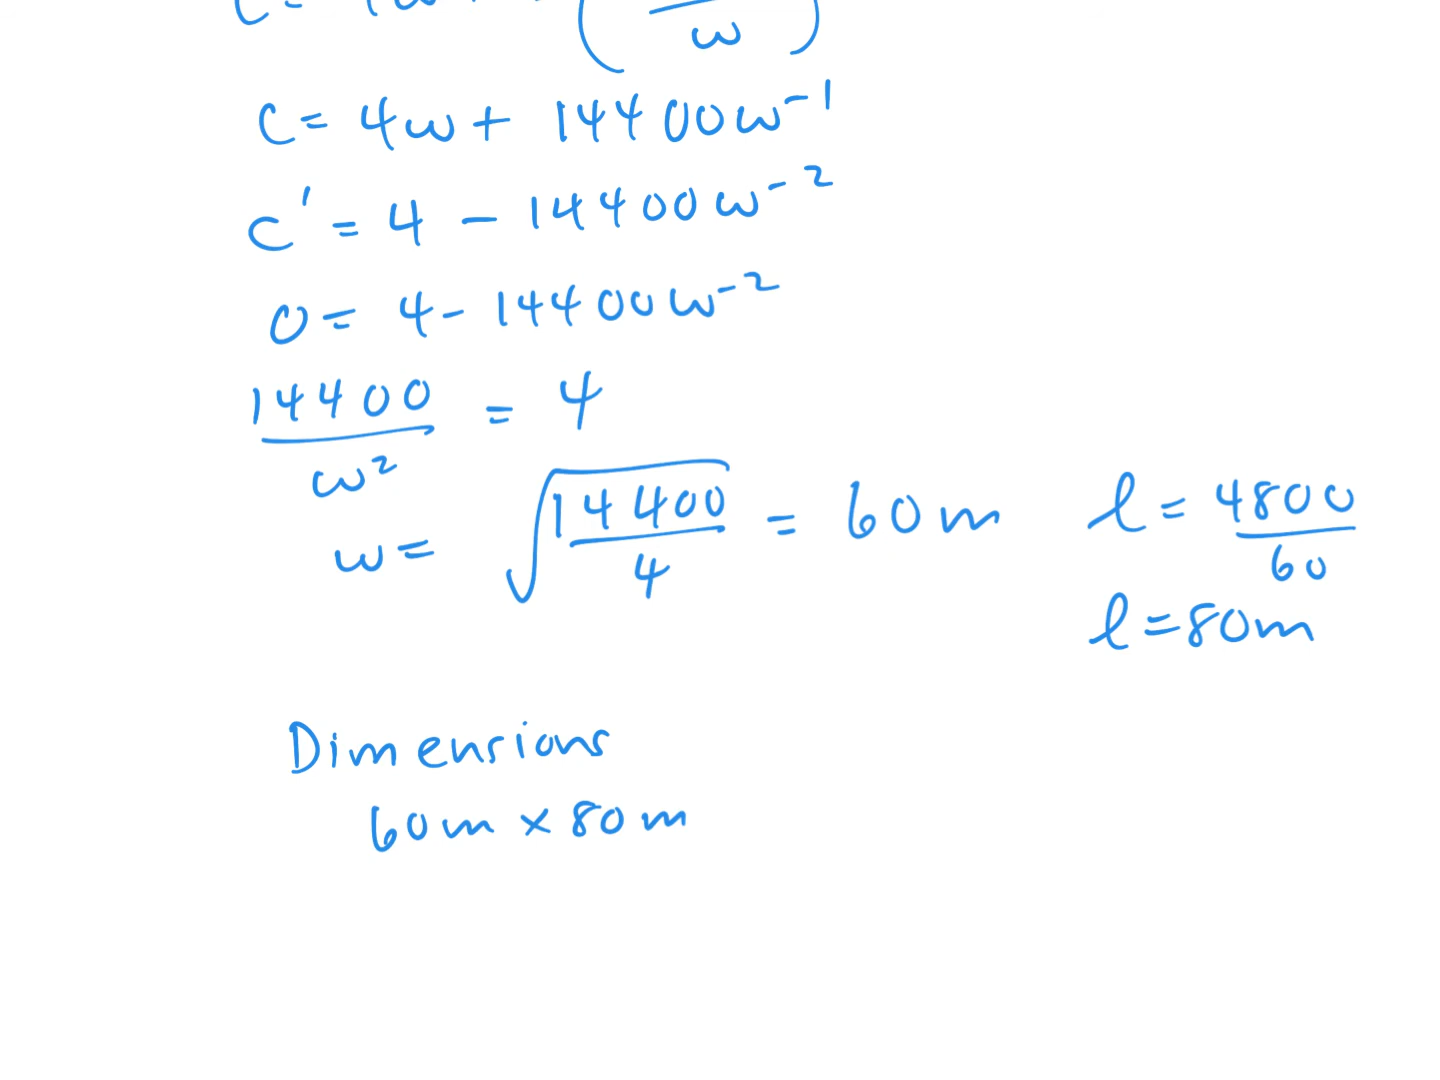 w
C = 4w + 14400w⁻¹
C' = 4 - 14400w⁻²
0 = 4 - 14400w⁻²
14400/w² = 4
w = √(14400/4) = 60m
l = 4800/60
l = 80m
Dimensions
60m x 80m